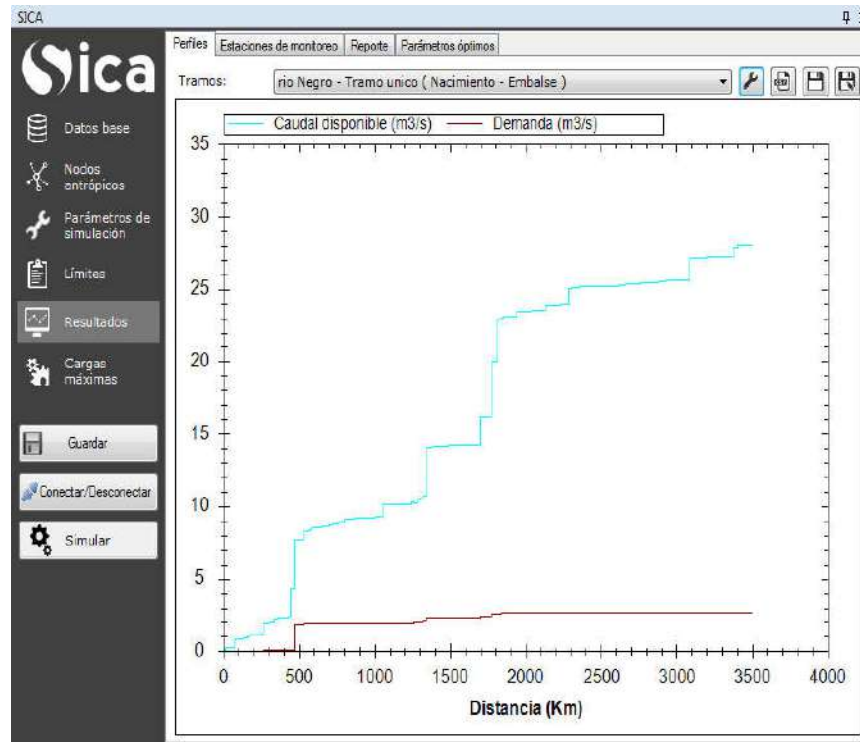 SICA
Sica
Datos base
Nodos
antrópicos
Parámetros de
simulación
Límites
Resultados
Cargas
máximas
Guardar
Conectar/Desconectar
Simular
Perfiles
Estaciones de monitoreo
Reporte
Parámetros óptimos
Tramos:
rio Negro - Tramo unico ( Nacimiento - Embalse )
Caudal disponible (m3/s)
Demanda (m3/s)
35
30
25
20
15
10
5
0
0 500 1000 1500 2000 2500 3000 3500 4000
Distancia (Km)